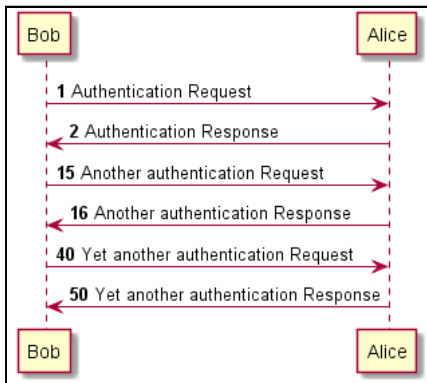 Bob Alice
1 Authentication Request
2 Authentication Response
15 Another authentication Request
16 Another authentication Response
40 Yet another authentication Request
50 Yet another authentication Response
Bob Alice